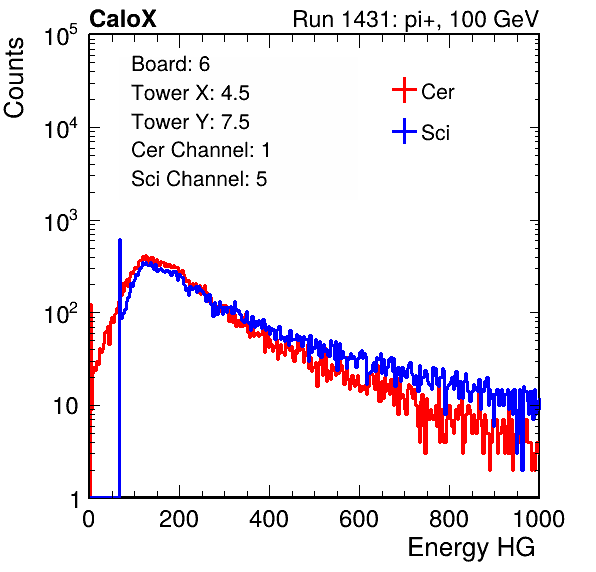 CaloX Run 1431: pi+, 100 GeV
Counts
Board: 6
Tower X: 4.5
Tower Y: 7.5
Cer Channel: 1
Sci Channel: 5
Cer
Sci
10^5
10^4
10^3
10^2
10
1
0 200 400 600 800 1000
Energy HG